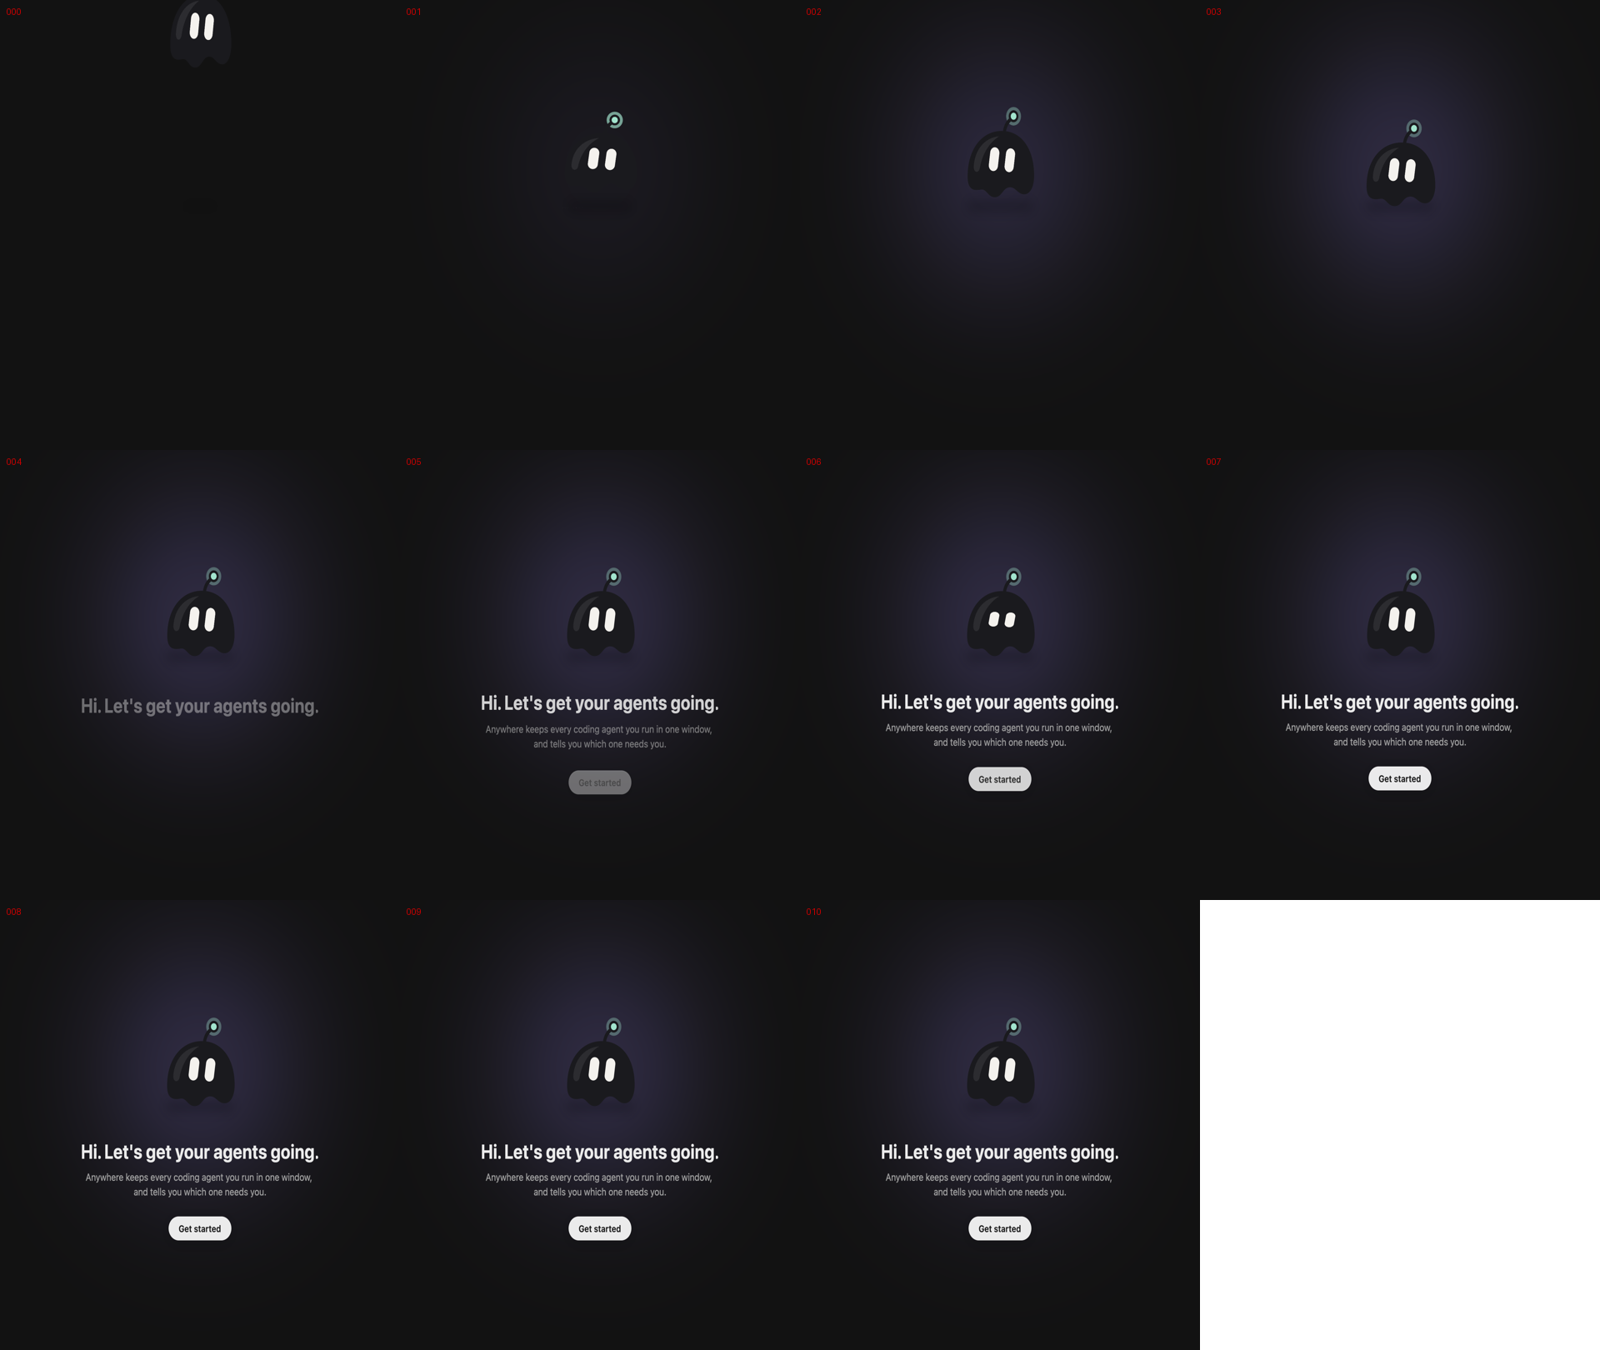 000
001
002
003
004
Hi. Let's get your agents going.
005
Hi. Let's get your agents going.
Anywhere keeps every coding agent you run in one window,
and tells you which one needs you.
Get started
006
Hi. Let's get your agents going.
Anywhere keeps every coding agent you run in one window,
and tells you which one needs you.
Get started
007
Hi. Let's get your agents going.
Anywhere keeps every coding agent you run in one window,
and tells you which one needs you.
Get started
008
Hi. Let's get your agents going.
Anywhere keeps every coding agent you run in one window,
and tells you which one needs you.
Get started
009
Hi. Let's get your agents going.
Anywhere keeps every coding agent you run in one window,
and tells you which one needs you.
Get started
010
Hi. Let's get your agents going.
Anywhere keeps every coding agent you run in one window,
and tells you which one needs you.
Get started